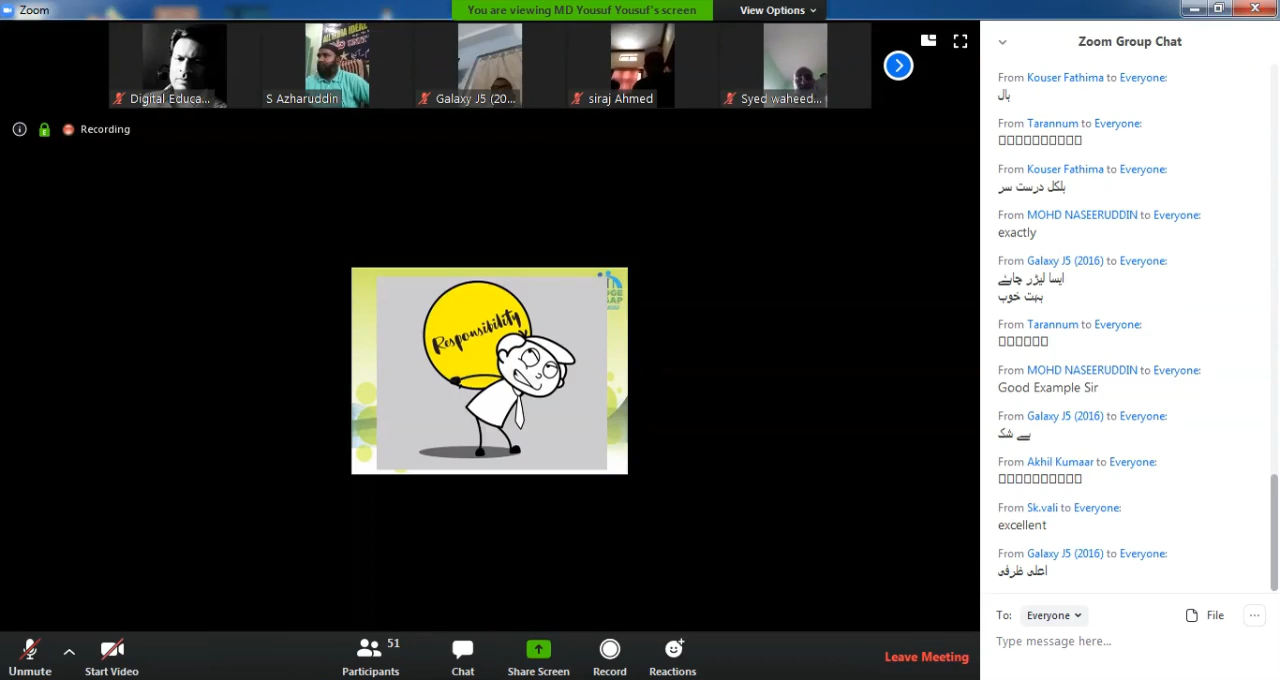 Zoom
You are viewing MD Yousuf Yousuf's screen
View Options
Digital Educa...
S Azharuddin
Galaxy J5 (20...
siraj Ahmed
Syed waheed...
Recording
Responsibility
Zoom Group Chat
From Kouser Fathima to Everyone:
ہاں
From Tarannum to Everyone:
From Kouser Fathima to Everyone:
بلکل درست سر
From MOHD NASEERUDDIN to Everyone:
exactly
From Galaxy J5 (2016) to Everyone:
ایسا لیڑر چاہئے
بہت خوب
From Tarannum to Everyone:
From MOHD NASEERUDDIN to Everyone:
Good Example Sir
From Galaxy J5 (2016) to Everyone:
بے شک
From Akhil Kumaar to Everyone:
From Sk.vali to Everyone:
excellent
From Galaxy J5 (2016) to Everyone:
اعلی ظرفی
To: Everyone
File
Type message here...
Unmute
Start Video
Participants
51
Chat
Share Screen
Record
Reactions
Leave Meeting